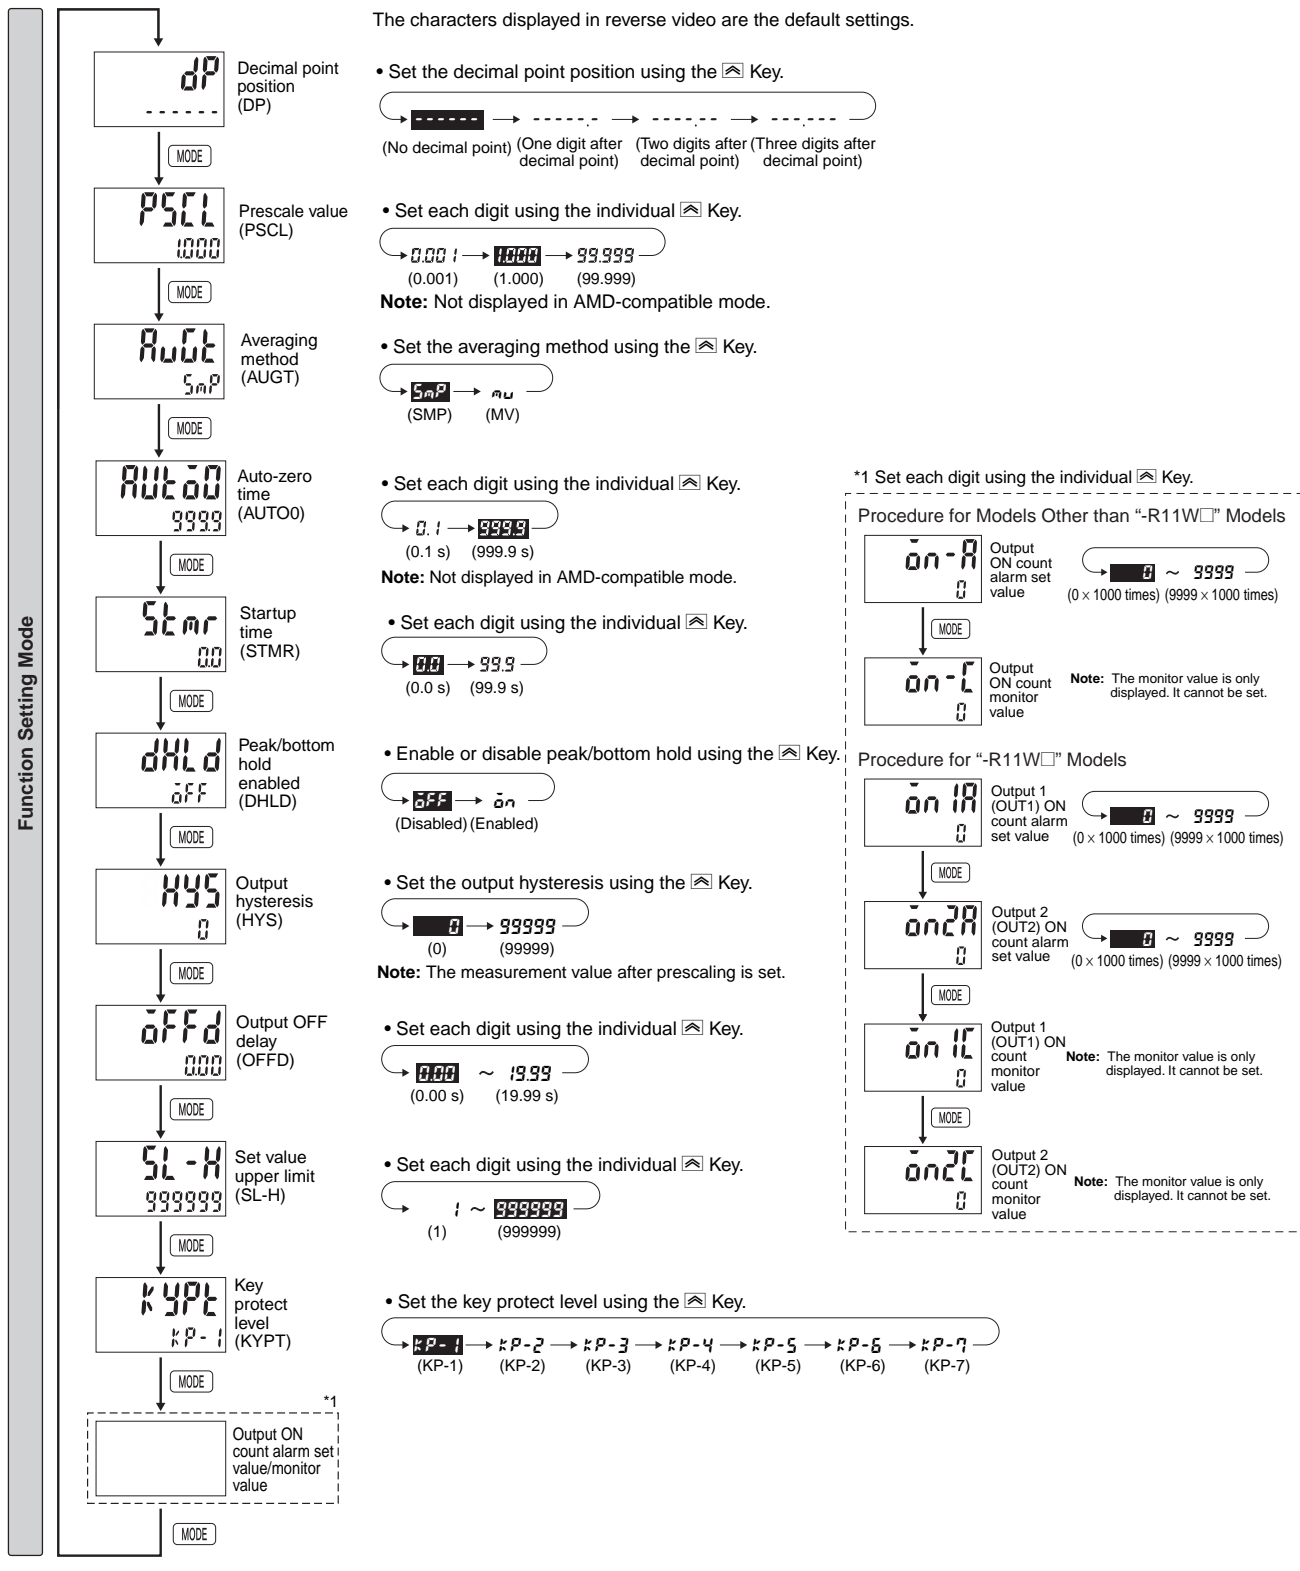 The characters displayed in reverse video are the default settings.
Function Setting Mode
dP
------
Decimal point
position
(DP)
• Set the decimal point position using the Key.
------ -----.- ----.-- ---.---
(No decimal point) (One digit after decimal point) (Two digits after decimal point) (Three digits after decimal point)
MODE
PSCL
1.000
Prescale value
(PSCL)
• Set each digit using the individual Key.
0.001 1.000 99.999
(0.001) (1.000) (99.999)
Note: Not displayed in AMD-compatible mode.
MODE
AuGt
SmP
Averaging
method
(AUGT)
• Set the averaging method using the Key.
SmP mu
(SMP) (MV)
MODE
AUto0
999.9
Auto-zero
time
(AUTO0)
• Set each digit using the individual Key.
0.1 999.9
(0.1 s) (999.9 s)
Note: Not displayed in AMD-compatible mode.
MODE
Stmr
0.0
Startup
time
(STMR)
• Set each digit using the individual Key.
0.0 99.9
(0.0 s) (99.9 s)
MODE
dHLd
oFF
Peak/bottom
hold
enabled
(DHLD)
• Enable or disable peak/bottom hold using the Key.
oFF on
(Disabled) (Enabled)
MODE
HYS
0
Output
hysteresis
(HYS)
• Set the output hysteresis using the Key.
0 99999
(0) (99999)
Note: The measurement value after prescaling is set.
MODE
oFFd
0.00
Output OFF
delay
(OFFD)
• Set each digit using the individual Key.
0.00 ~ 19.99
(0.00 s) (19.99 s)
MODE
SL-H
999999
Set value
upper limit
(SL-H)
• Set each digit using the individual Key.
1 ~ 999999
(1) (999999)
MODE
KYPt
KP-1
Key
protect
level
(KYPT)
• Set the key protect level using the Key.
KP-1 KP-2 KP-3 KP-4 KP-5 KP-6 KP-7
(KP-1) (KP-2) (KP-3) (KP-4) (KP-5) (KP-6) (KP-7)
MODE
*1
Output ON
count alarm set
value/monitor
value
MODE
*1 Set each digit using the individual Key.
Procedure for Models Other than “-R11W□” Models
on-A
0
Output
ON count
alarm set
value
0 ~ 9999
(0 × 1000 times) (9999 × 1000 times)
MODE
on-C
0
Output
ON count
monitor
value
Note: The monitor value is only
displayed. It cannot be set.
Procedure for “-R11W□” Models
on1A
0
Output 1
(OUT1) ON
count alarm
set value
0 ~ 9999
(0 × 1000 times) (9999 × 1000 times)
MODE
on2A
0
Output 2
(OUT2) ON
count alarm
set value
0 ~ 9999
(0 × 1000 times) (9999 × 1000 times)
MODE
on1C
0
Output 1
(OUT1) ON
count
monitor
value
Note: The monitor value is only
displayed. It cannot be set.
MODE
on2C
0
Output 2
(OUT2) ON
count
monitor
value
Note: The monitor value is only
displayed. It cannot be set.